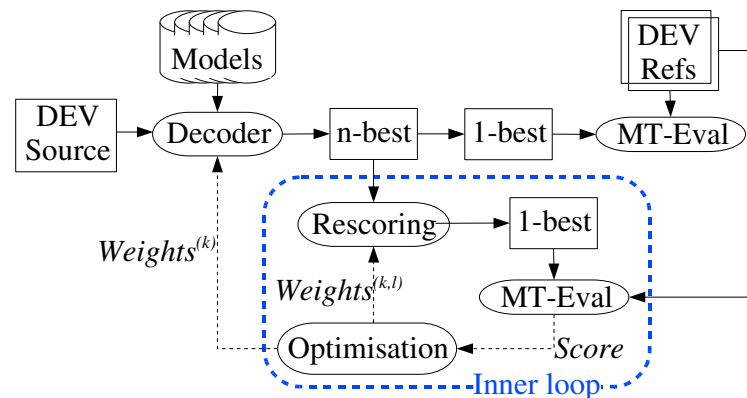 Models
DEV
Refs
DEV
Source
Decoder
n-best
1-best
MT-Eval
Rescoring
1-best
Weights(k)
Weights(k,l)
MT-Eval
Optimisation
Score
Inner loop